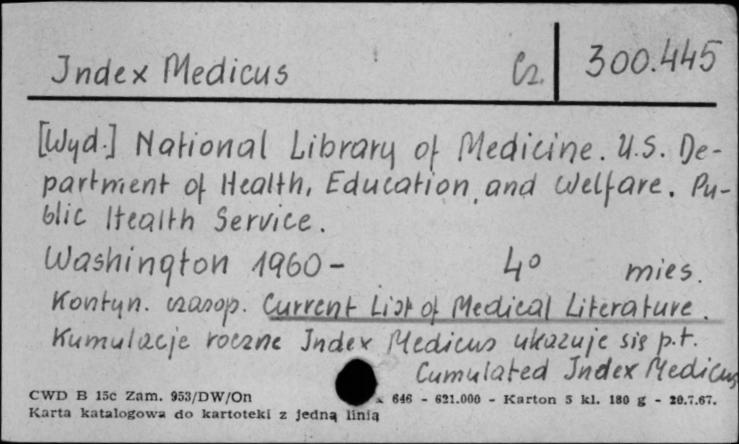 Index Medicus Cz. 300.445
[Wyd.] National Library of Medicine. U.S. De-
partment of Health, Education, and Welfare. Pu-
blic Health Service.
Washington 1960- 4° mies.
Kontyn. czasop. Current List of Medical Literature.
Kumulacje roczne Index Medicus ukazuje się p.t.
Cumulated Index Medicus
CWD B 15c Zam. 953/DW/On 646 - 621.000 - Karton 5 kl. 180 g - 20.7.67.
Karta katalogowa do kartoteki z jedną linią